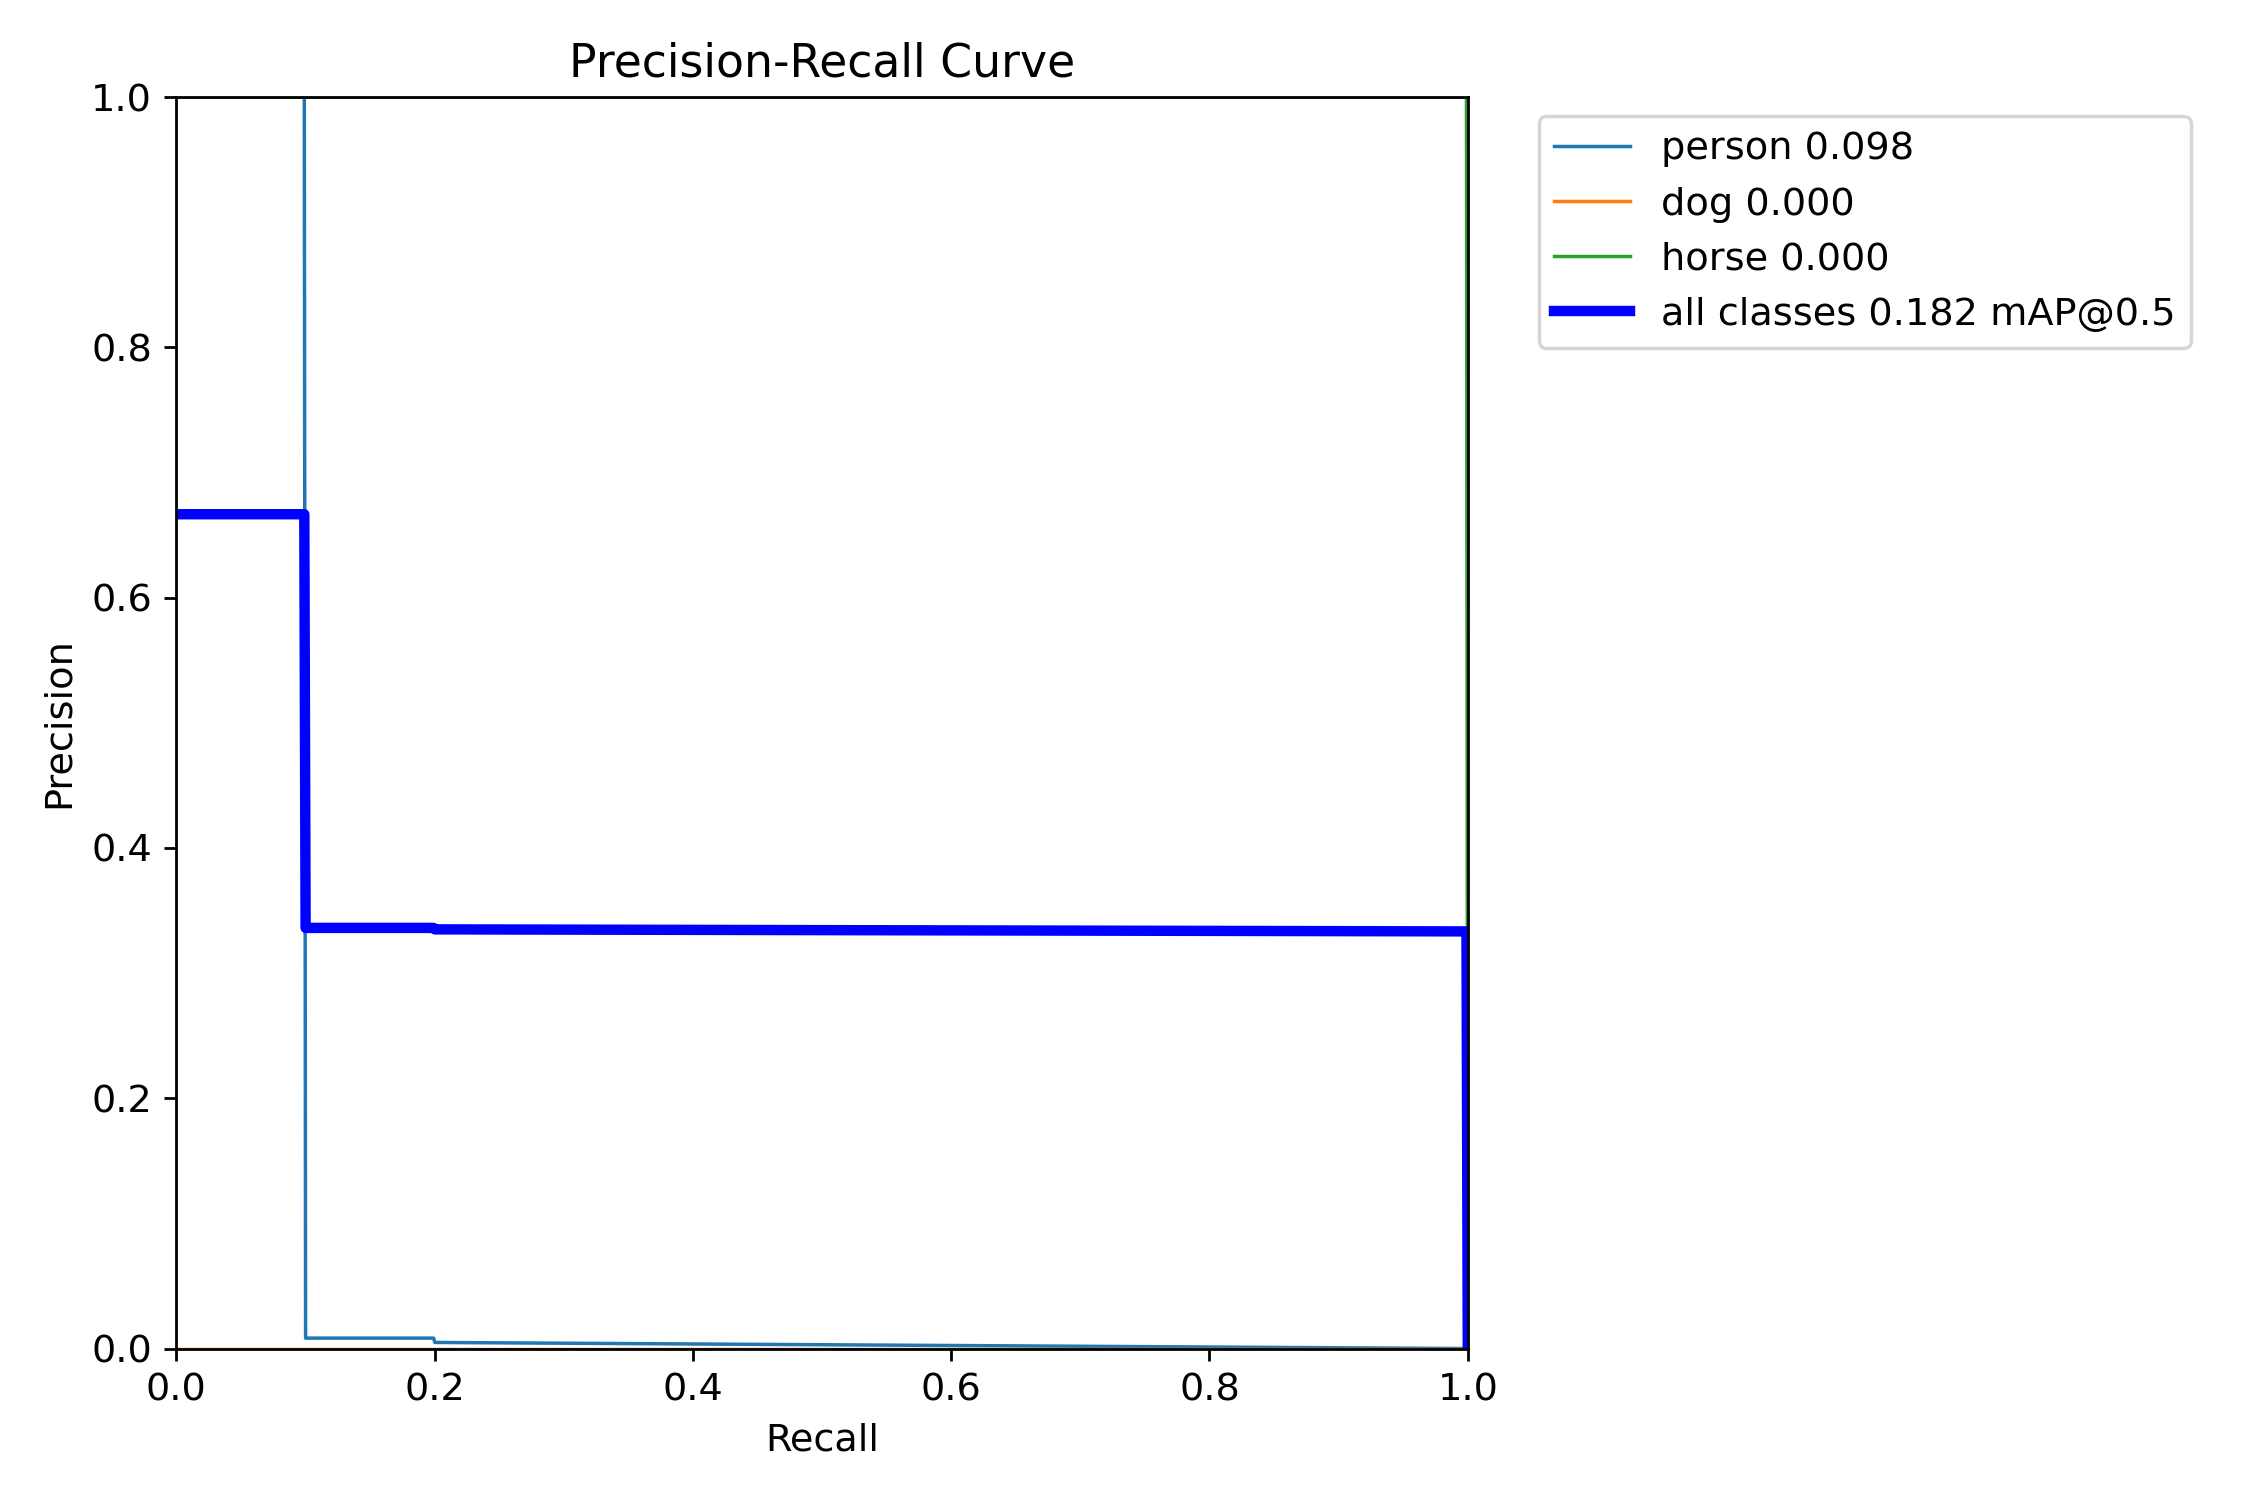 Precision-Recall Curve
1.0
0.8
0.6
0.4
0.2
0.0
Precision
0.0 0.2 0.4 0.6 0.8 1.0
Recall
person 0.098
dog 0.000
horse 0.000
all classes 0.182 mAP@0.5